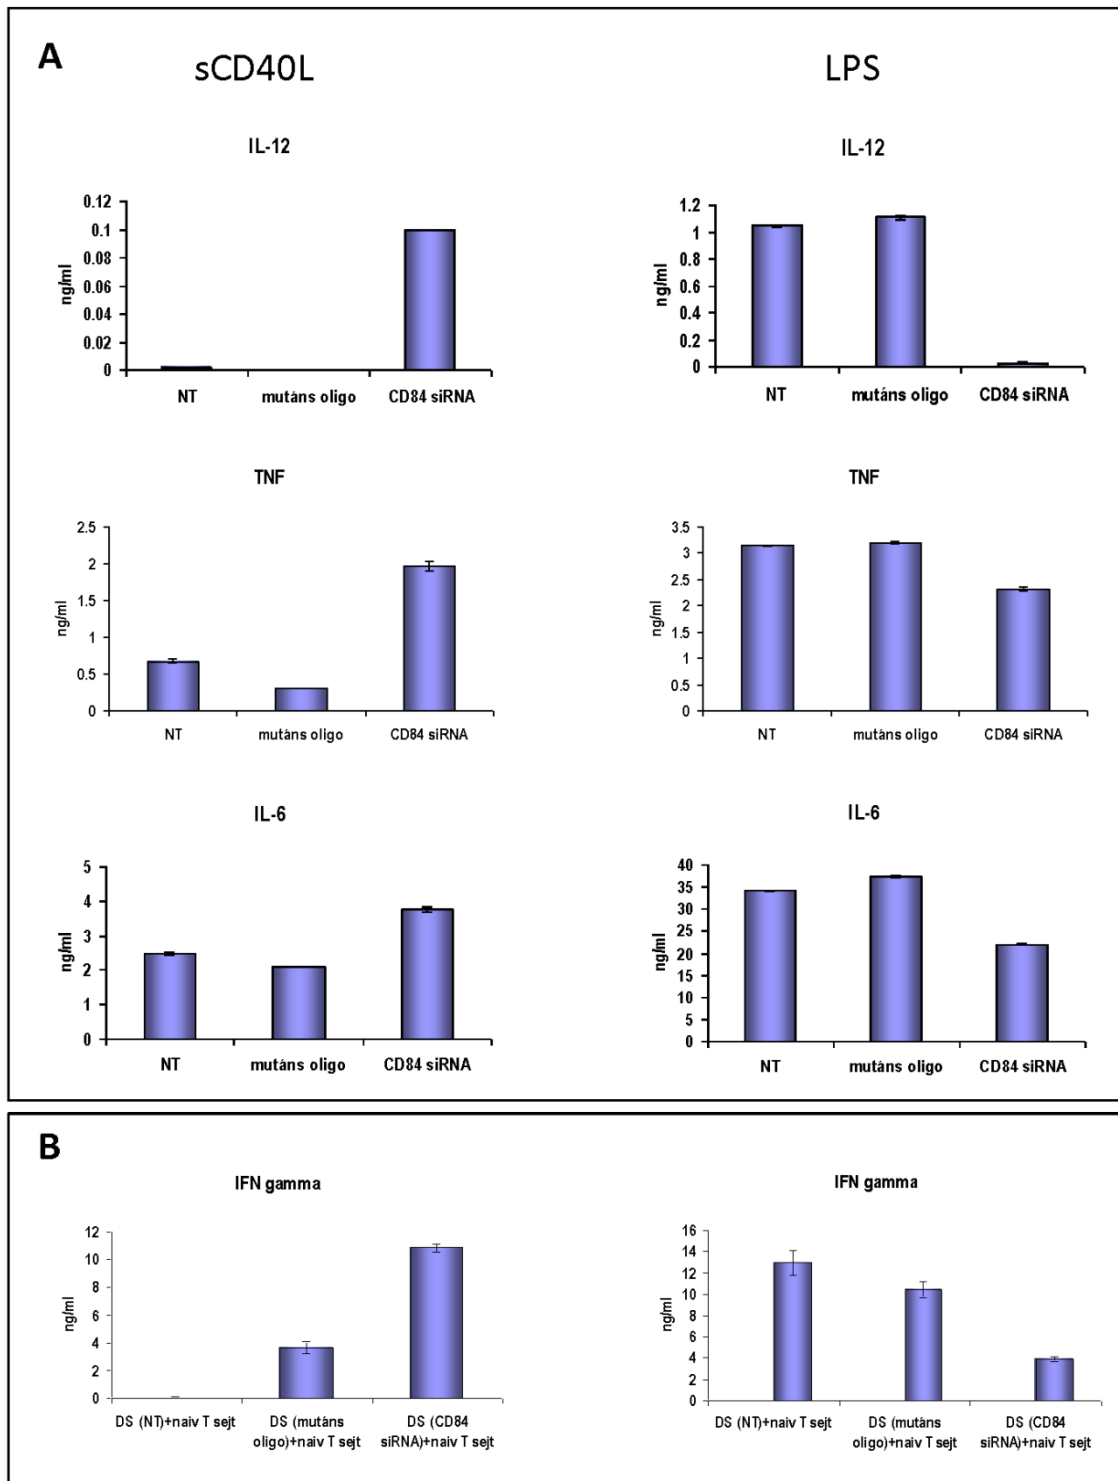 A
sCD40L
LPS
IL-12
0.12
0.1
0.08
0.06
0.04
0.02
0
ng/ml
NT
mutáns oligo
CD84 siRNA
IL-12
1.2
1
0.8
0.6
0.4
0.2
0
ng/ml
NT
mutáns oligo
CD84 siRNA
TNF
2.5
2
1.5
1
0.5
0
ng/ml
NT
mutáns oligo
CD84 siRNA
TNF
3.5
3
2.5
2
1.5
1
0.5
0
ng/ml
NT
mutáns oligo
CD84 siRNA
IL-6
5
4
3
2
1
0
ng/ml
NT
mutáns oligo
CD84 siRNA
IL-6
40
35
30
25
20
15
10
5
0
ng/ml
NT
mutáns oligo
CD84 siRNA
B
IFN gamma
12
10
8
6
4
2
0
ng/ml
DS (NT)+naiv T sejt
DS (mutáns
oligo)+naiv T sejt
DS (CD84
siRNA)+naiv T sejt
IFN gamma
16
14
12
10
8
6
4
2
0
ng/ml
DS (NT)+naiv T sejt
DS (mutáns
oligo)+naiv T sejt
DS (CD84
siRNA)+naiv T sejt